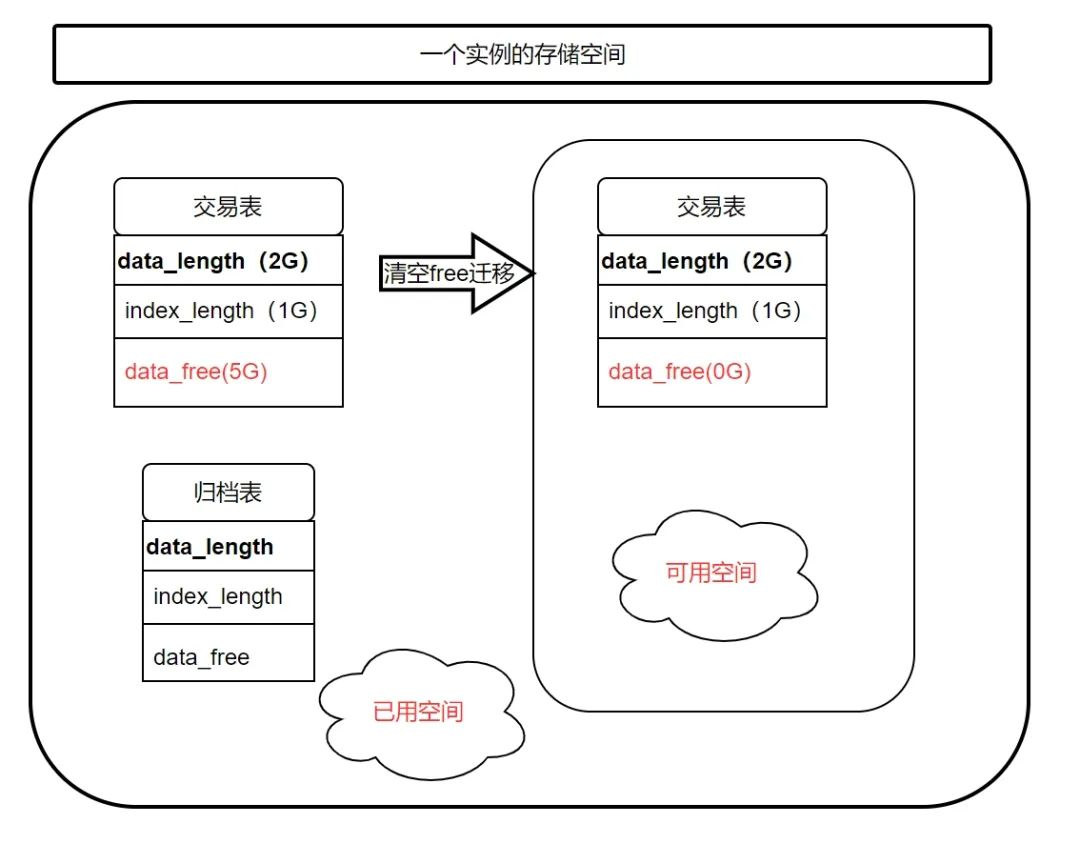 一个实例的存储空间
交易表
data_length（2G）
index_length（1G）
data_free(5G)
清空free迁移
交易表
data_length（2G）
index_length（1G）
data_free(0G)
归档表
data_length
index_length
data_free
可用空间
已用空间